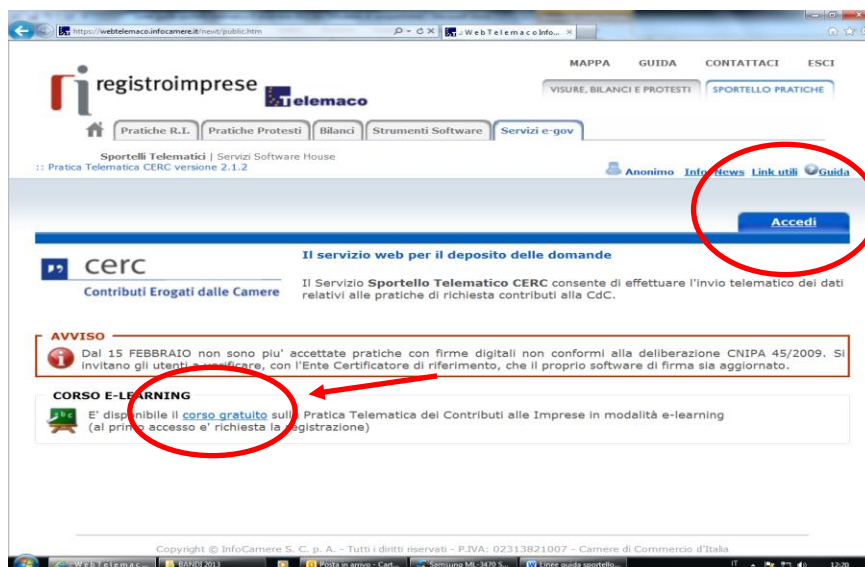 https://webtelemaco.infocamere.it/newt/public.htm
:WebTelemaco Info...
MAPPA GUIDA CONTATTACI ESCI
registroimprese
Telemaco
VISURE, BILANCI E PROTESTI SPORTELLO PRATICHE
Pratiche R.I. Pratiche Protesti Bilanci Strumenti Software Servizi e-gov
Sportelli Telematici | Servizi Software House
:: Pratica Telematica CERC versione 2.1.2
Anonimo Info News Link utili Guida
Accedi
cerc
Contributi Erogati dalle Camere
Il servizio web per il deposito delle domande
Il Servizio Sportello Telematico CERC consente di effettuare l'invio telematico dei dati
relativi alle pratiche di richiesta contributi alla CdC.
AVVISO
Dal 15 FEBBRAIO non sono piu' accettate pratiche con firme digitali non conformi alla deliberazione CNIPA 45/2009. Si
invitano gli utenti a verificare, con l'Ente Certificatore di riferimento, che il proprio software di firma sia aggiornato.
CORSO E-LEARNING
abc
E' disponibile il corso gratuito sulla Pratica Telematica dei Contributi alle Imprese in modalità e-learning
(al primo accesso e' richiesta la registrazione)
Copyright © InfoCamere S. C. p. A. - Tutti i diritti riservati - P.IVA: 02313821007 - Camere di Commercio d'Italia
:WebTelemac... BANDI 2013 Posta in arrivo - Cart... Samsung ML-3470 S... Linee guida sportello... IT 12:20